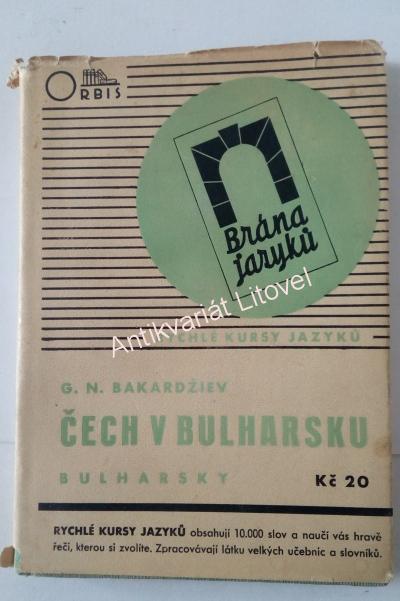 ORBIS
Brána
jazyků
Antikvariát Litovel
RYCHLÉ KURSY JAZYKŮ
G. N. BAKARDŽIEV
ČECH V BULHARSKU
BULHARSKY
Kč 20
RYCHLÉ KURSY JAZYKŮ obsahují 10.000 slov a naučí vás hravě
řeči, kterou si zvolíte. Zpracovávají látku velkých učebnic a slovníků.